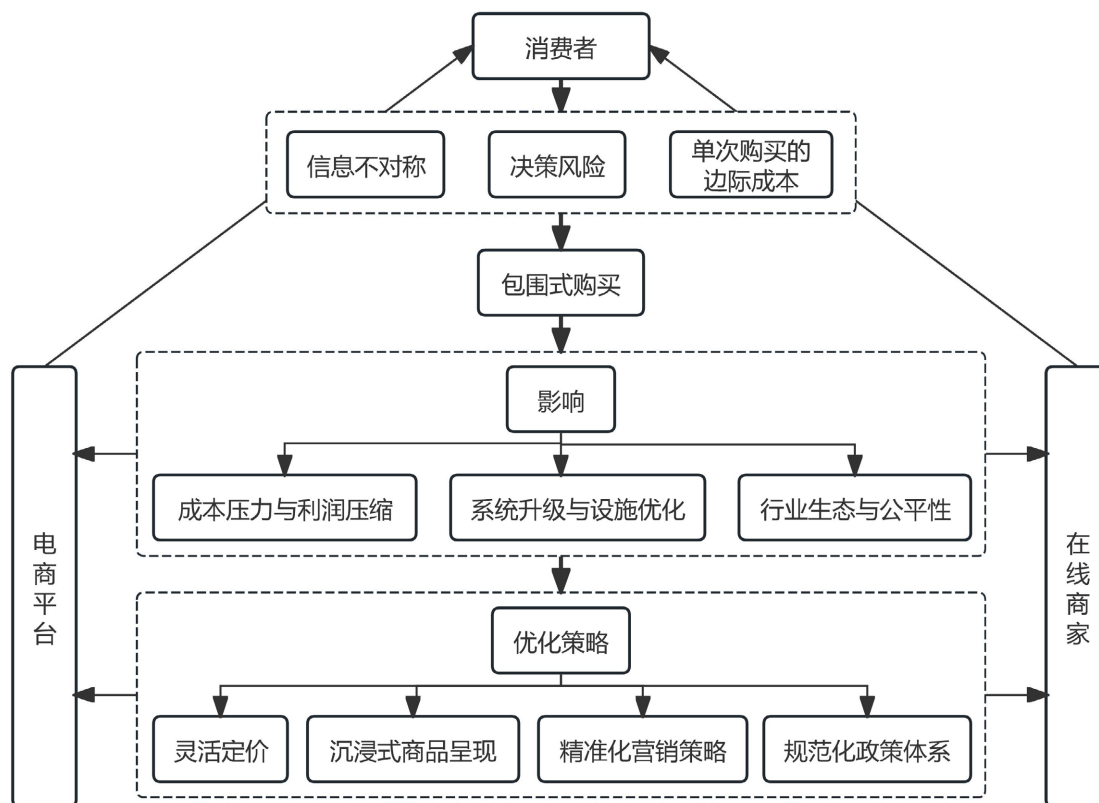 消费者
信息不对称
决策风险
单次购买的
边际成本
包围式购买
影响
成本压力与利润压缩
系统升级与设施优化
行业生态与公平性
电
商
平
台
在
线
商
家
优化策略
灵活定价
沉浸式商品呈现
精准化营销策略
规范化政策体系